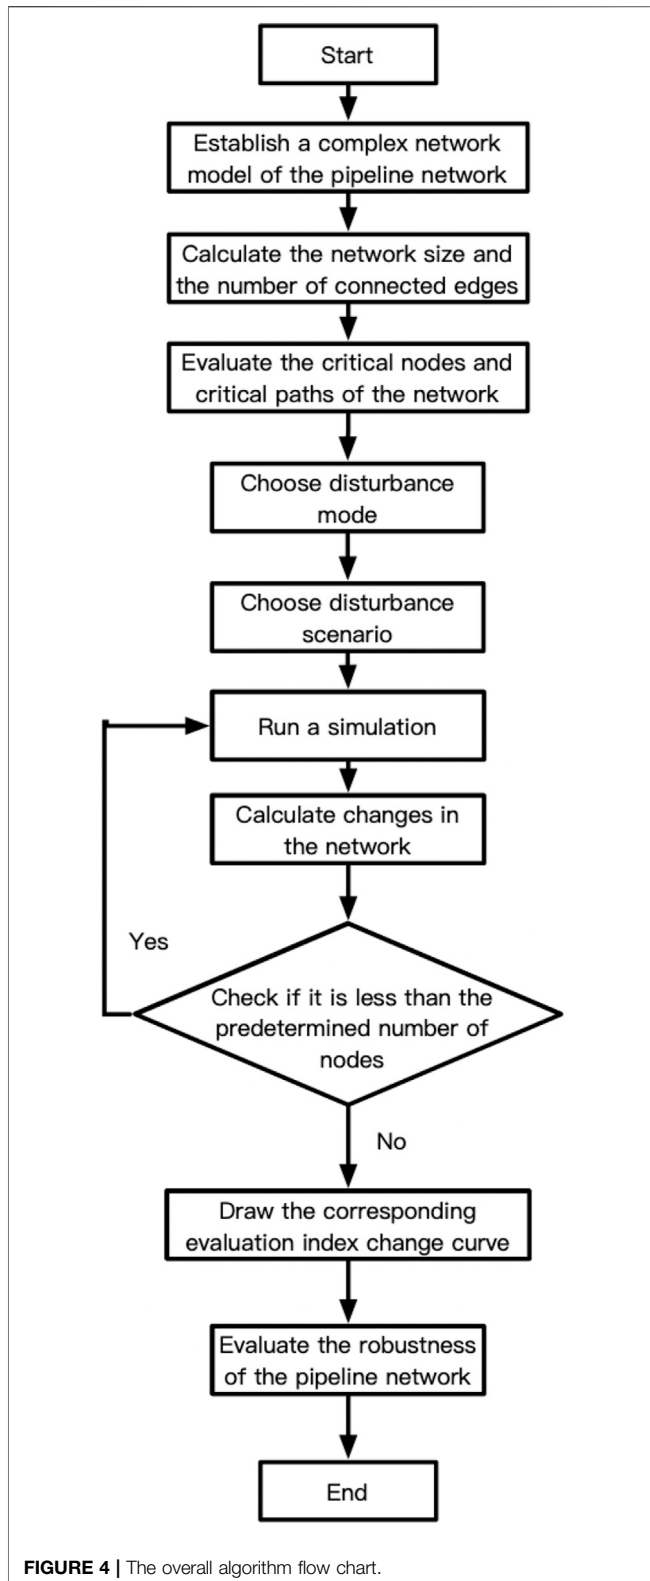 Start
Establish a complex network
model of the pipeline network
Calculate the network size and
the number of connected edges
Evaluate the critical nodes and
critical paths of the network
Choose disturbance
mode
Choose disturbance
scenario
Run a simulation
Calculate changes in
the network
Yes
Check if it is less than the
predetermined number of
nodes
No
Draw the corresponding
evaluation index change curve
Evaluate the robustness
of the pipeline network
End
FIGURE 4 | The overall algorithm flow chart.